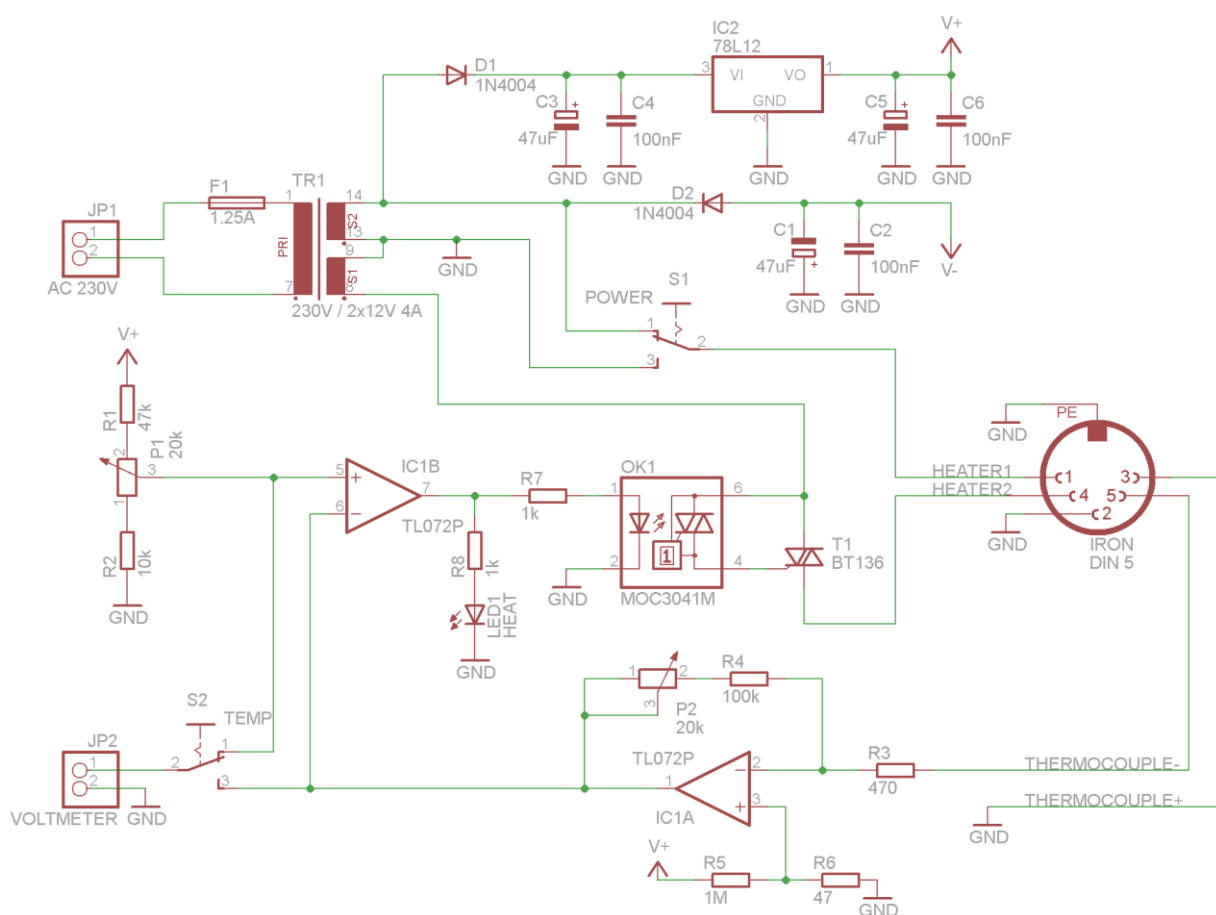 IC2
78L12
V+
D1
1N4004
3
VI
VO
1
GND
2
C3
+
47uF
C4
100nF
C5
+
47uF
C6
100nF
GND
GND
GND
GND
GND
TR1
F1
1.25A
1
14
S2
13
D2
1N4004
JP1
1
2
AC 230V
PRI
9
S1
7
8
GND
C1
47uF
+
C2
100nF
GND
GND
V-
230V / 2x12V 4A
POWER
S1
1
2
3
V+
R1
47k
P1
20k
2
3
1
R2
10k
GND
5
+
6
−
IC1B
7
TL072P
R7
1k
R8
1k
LED1
HEAT
GND
OK1
1
6
2
4
1
MOC3041M
GND
T1
BT136
PE
GND
HEATER1
HEATER2
1
3
4
5
2
GND
IRON
DIN 5
S2
TEMP
JP2
1
2
2
1
3
VOLTMETER
GND
1
2
3
P2
20k
R4
100k
TL072P
1
2
−
3
+
IC1A
R3
470
THERMOCOUPLE-
THERMOCOUPLE+
GND
V+
R5
1M
R6
47
GND